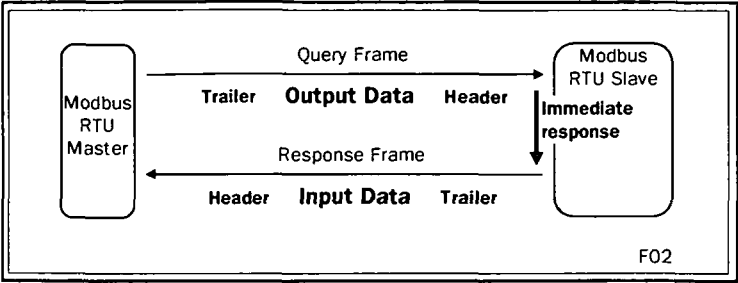 Query Frame
Trailer Output Data Header
Modbus
RTU
Master
Modbus
RTU Slave
Immediate
response
Response Frame
Header Input Data Trailer
F02